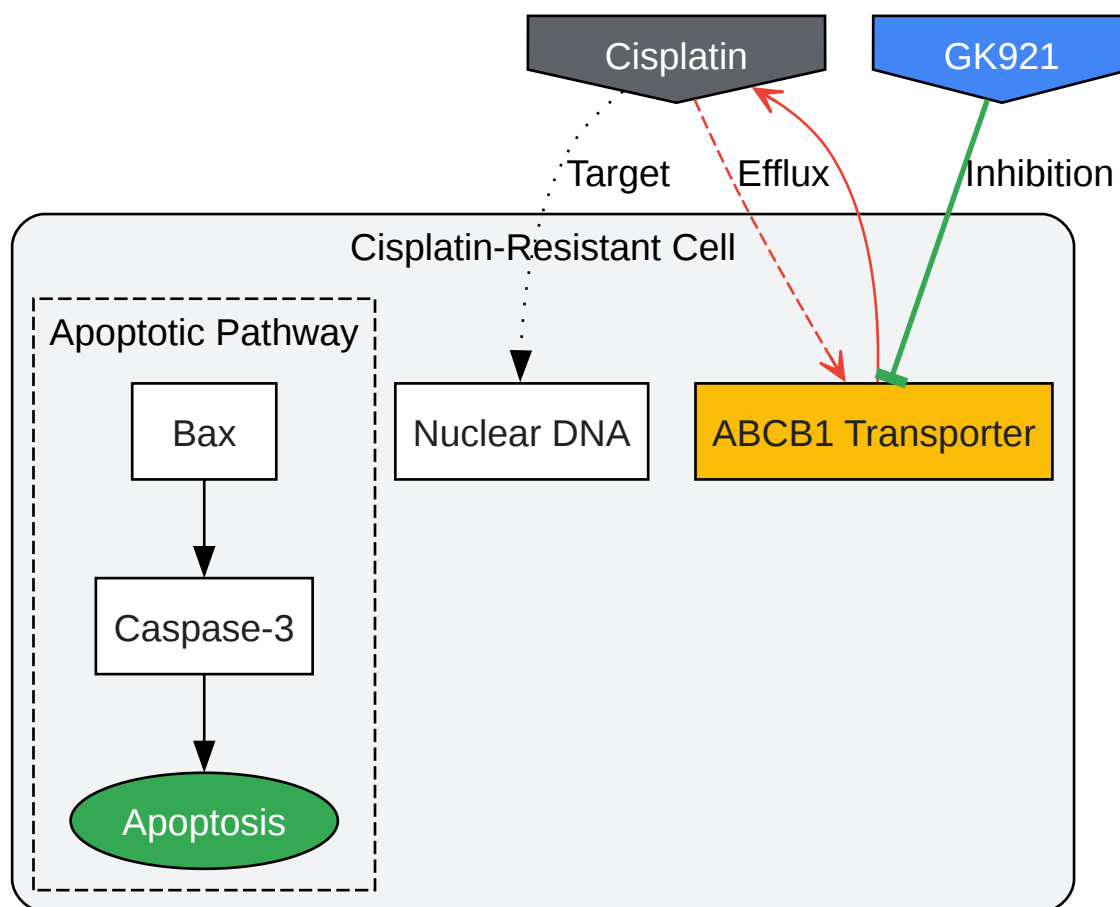 Cisplatin
GK921
Target
Efflux
Inhibition
Cisplatin-Resistant Cell
Apoptotic Pathway
Bax
Nuclear DNA
ABCB1 Transporter
Caspase-3
Apoptosis